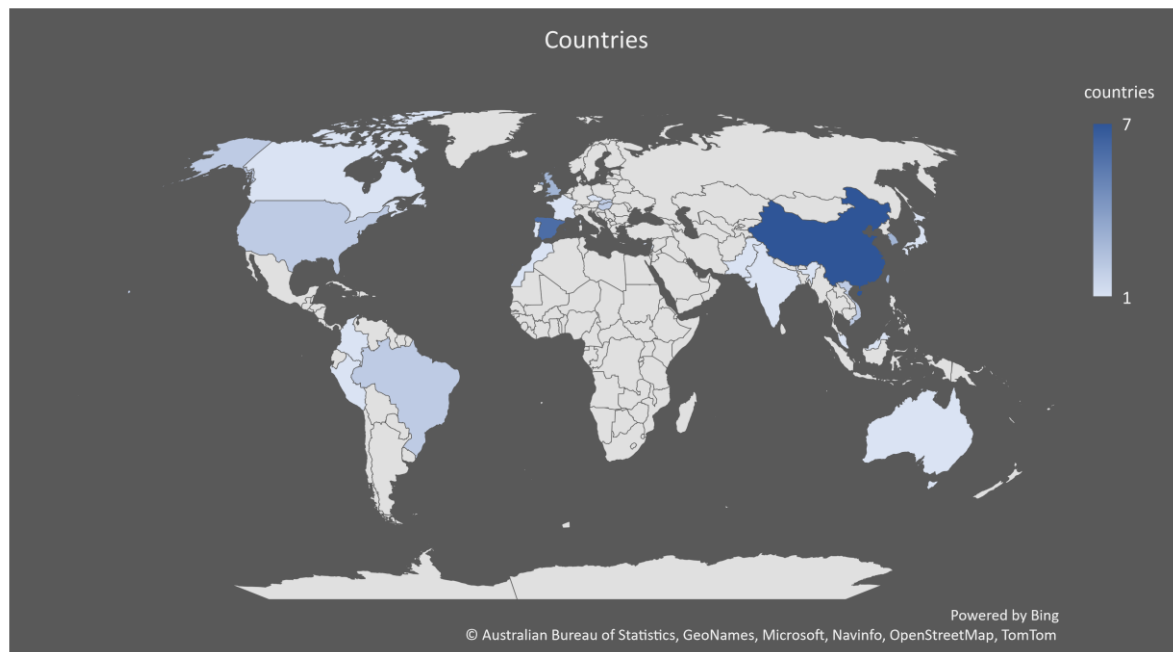 Countries
countries
7
1
Powered by Bing
© Australian Bureau of Statistics, GeoNames, Microsoft, Navinfo, OpenStreetMap, TomTom